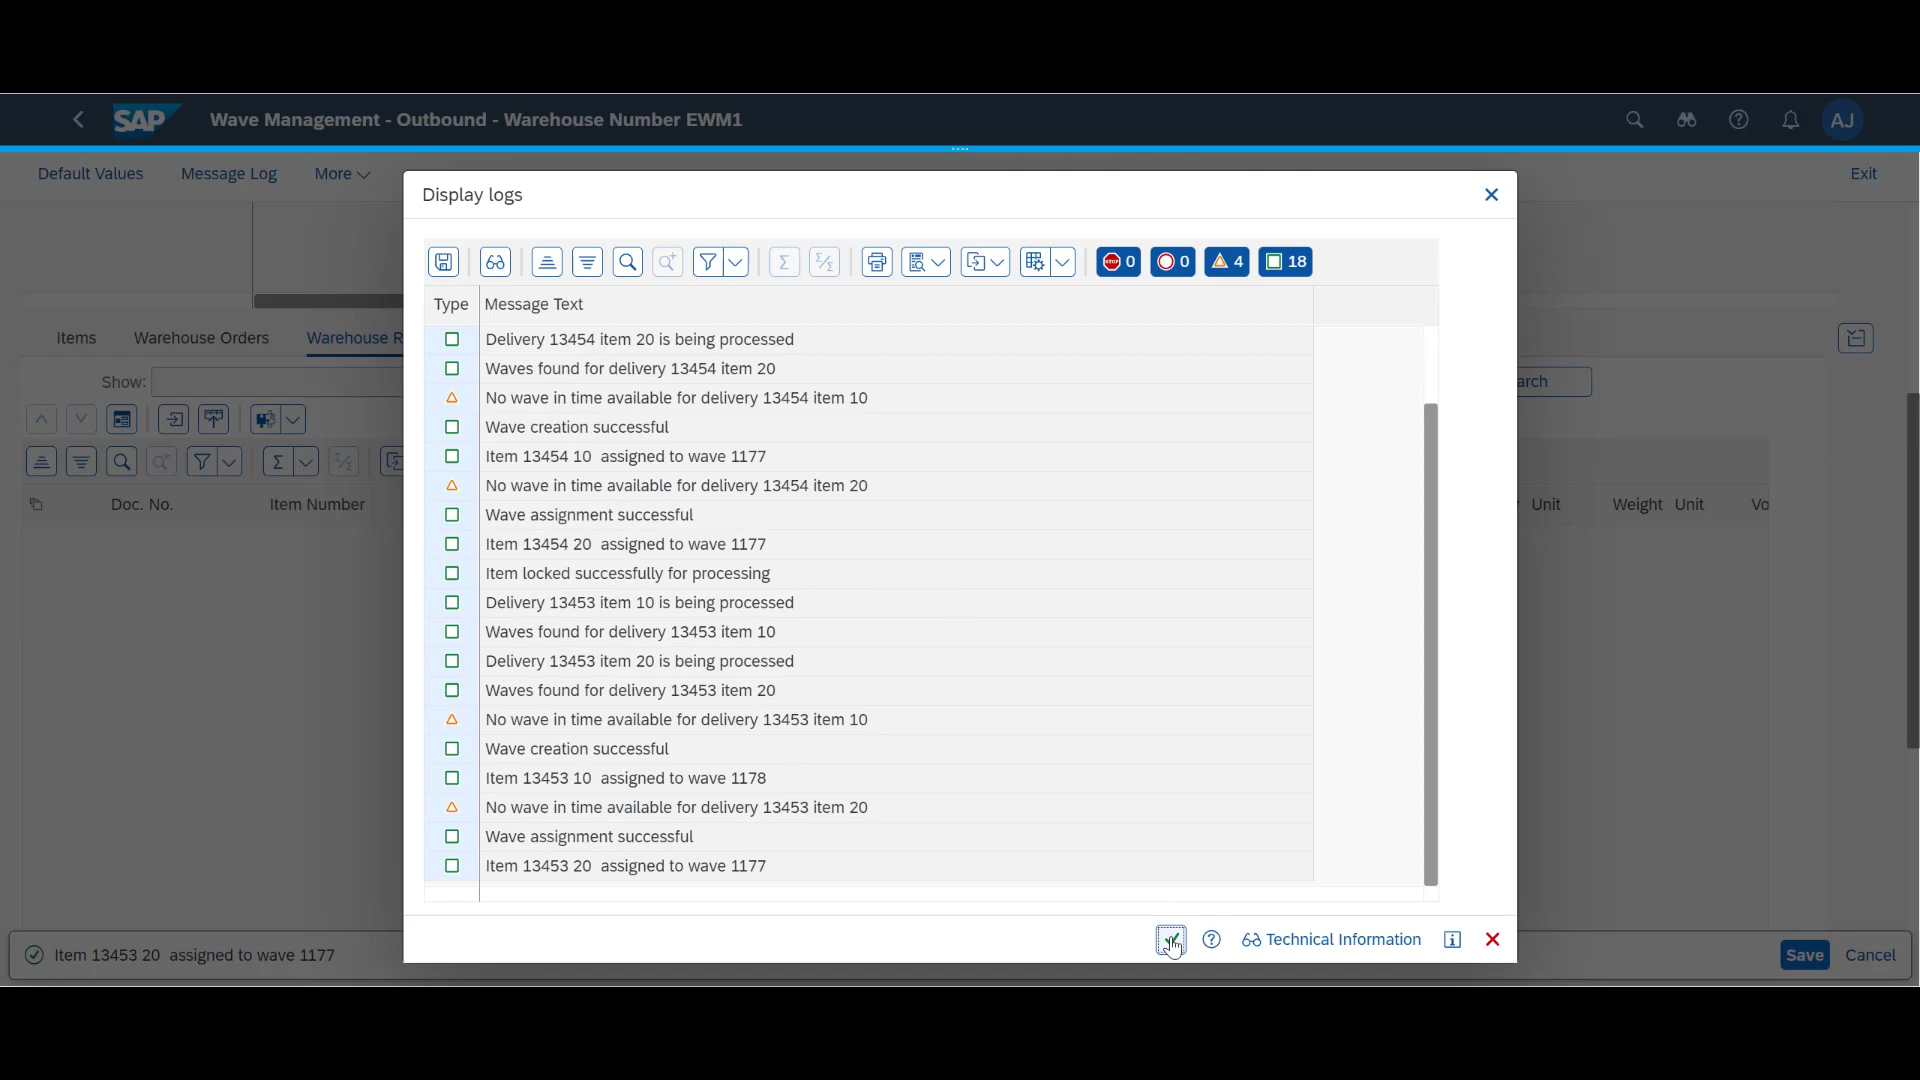 SAP Wave Management - Outbound - Warehouse Number EWM1 AJ
Default Values Message Log More Exit
Display logs
STOP 0 0 4 18
Type Message Text
Delivery 13454 item 20 is being processed
Waves found for delivery 13454 item 20
No wave in time available for delivery 13454 item 10
Wave creation successful
Item 13454 10 assigned to wave 1177
No wave in time available for delivery 13454 item 20
Wave assignment successful
Item 13454 20 assigned to wave 1177
Item locked successfully for processing
Delivery 13453 item 10 is being processed
Waves found for delivery 13453 item 10
Delivery 13453 item 20 is being processed
Waves found for delivery 13453 item 20
No wave in time available for delivery 13453 item 10
Wave creation successful
Item 13453 10 assigned to wave 1178
No wave in time available for delivery 13453 item 20
Wave assignment successful
Item 13453 20 assigned to wave 1177
Technical Information
Items Warehouse Orders Warehouse R
Show: arch
Doc. No. Item Number Unit Weight Unit Vo
Item 13453 20 assigned to wave 1177 Save Cancel